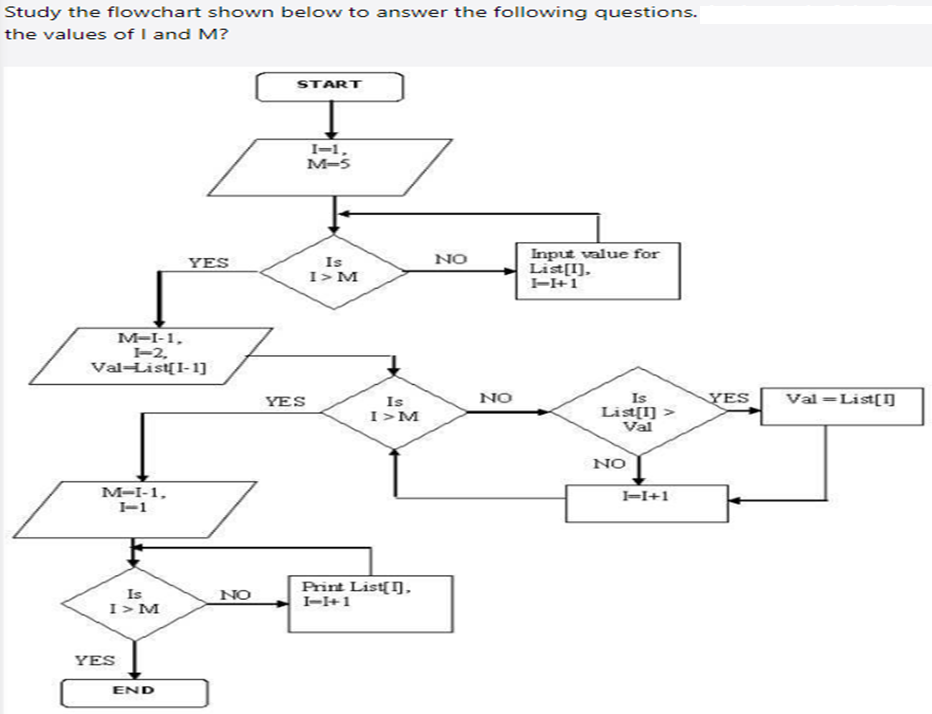 Study the flowchart shown below to answer the following questions.
the values of I and M?
START
I=1,
M=5
Is
I > M
YES
NO
Input value for
List[I],
I=I+1
M=I-1,
I=2,
Val=List[I-1]
Is
I > M
YES
NO
Is
List[I] >
Val
YES
Val = List[I]
NO
I=I+1
M=I-1,
I=1
Is
I > M
NO
Print List[I],
I=I+1
YES
END